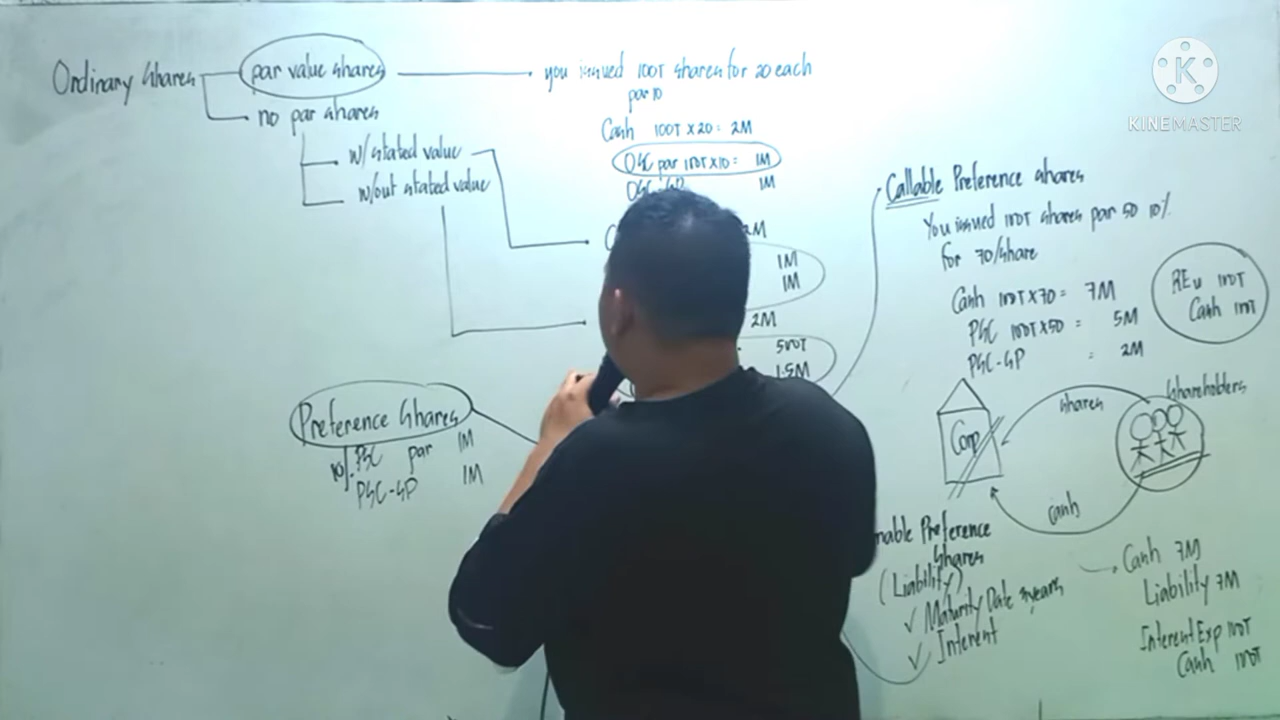 Ordinary Shares
par value shares
no par shares
w/ stated value
w/out stated value
you issued 100T shares for 20 each
par 10
Cash 100T X 20 = 2M
OSC par 100T X 10 = 1M
1M
2M
1M
1M
2M
500T
1.5M
Preference Shares
10% PSC par 1M
PSC-SP 1M
Callable Preference shares
You issued 100T shares par 50 10%
for 70/share
Cash 100T X 70 = 7M
PSC 100T X 50 = 5M
PSC-SP = 2M
REu 100T
Cash 100T
Corp
shares
Shareholders
cash
Preference
Shares
(Liability)
✓ Maturity Date 3years
✓ Interest
Cash 7M
Liability 7M
Interest Exp 100T
Cash 100T
K
KINEMASTER